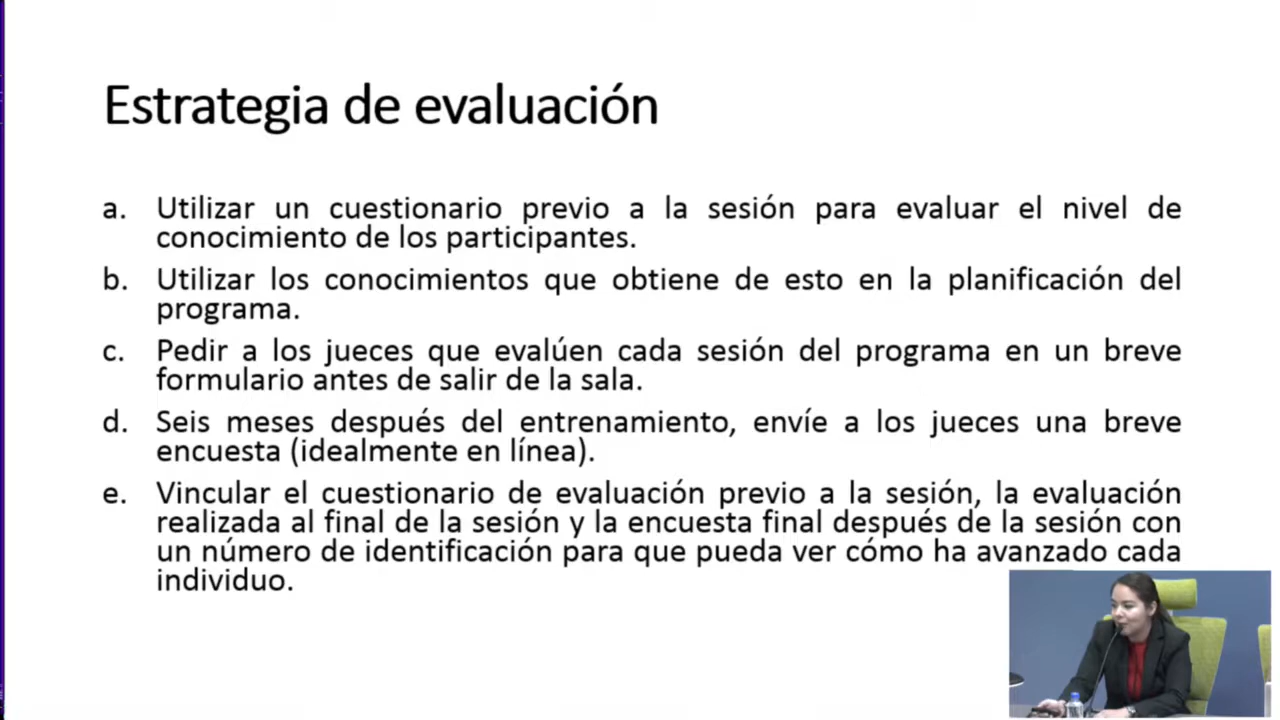 Estrategia de evaluación
a. Utilizar un cuestionario previo a la sesión para evaluar el nivel de
conocimiento de los participantes.
b. Utilizar los conocimientos que obtiene de esto en la planificación del
programa.
c. Pedir a los jueces que evalúen cada sesión del programa en un breve
formulario antes de salir de la sala.
d. Seis meses después del entrenamiento, envíe a los jueces una breve
encuesta (idealmente en línea).
e. Vincular el cuestionario de evaluación previo a la sesión, la evaluación
realizada al final de la sesión y la encuesta final después de la sesión con
un número de identificación para que pueda ver cómo ha avanzado cada
individuo.